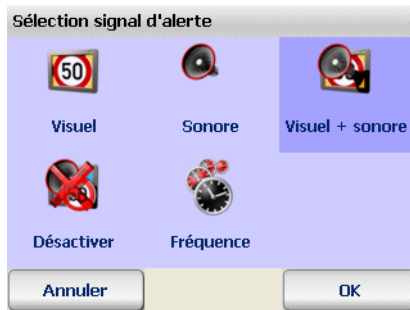 Sélection signal d'alerte
50
Visuel
Sonore
Visuel + sonore
Désactiver
Fréquence
Annuler
OK